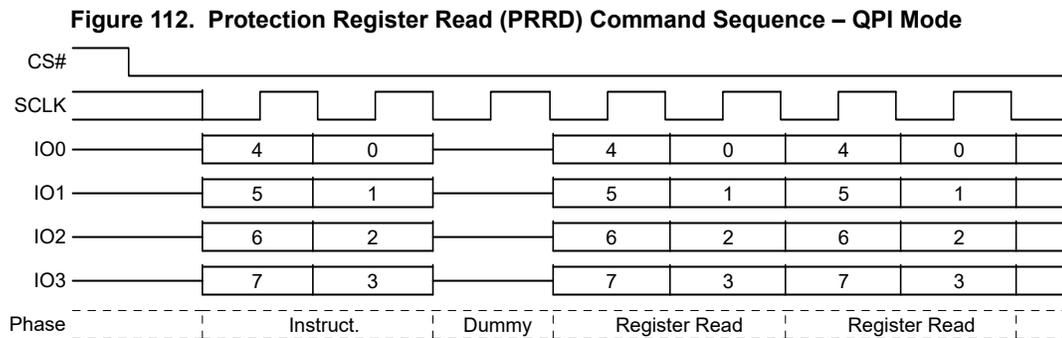 Figure 112. Protection Register Read (PRRD) Command Sequence – QPI Mode
CS#
SCLK
IO0 4 0 4 0 4 0
IO1 5 1 5 1 5 1
IO2 6 2 6 2 6 2
IO3 7 3 7 3 7 3
Phase Instruct. Dummy Register Read Register Read